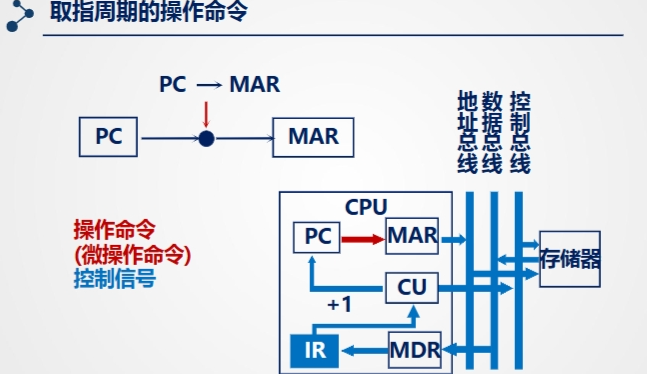 取指周期的操作命令
PC → MAR
PC
MAR
地址总线
数据总线
控制总线
操作命令
(微操作命令)
控制信号
CPU
PC
MAR
存储器
CU
+1
IR
MDR